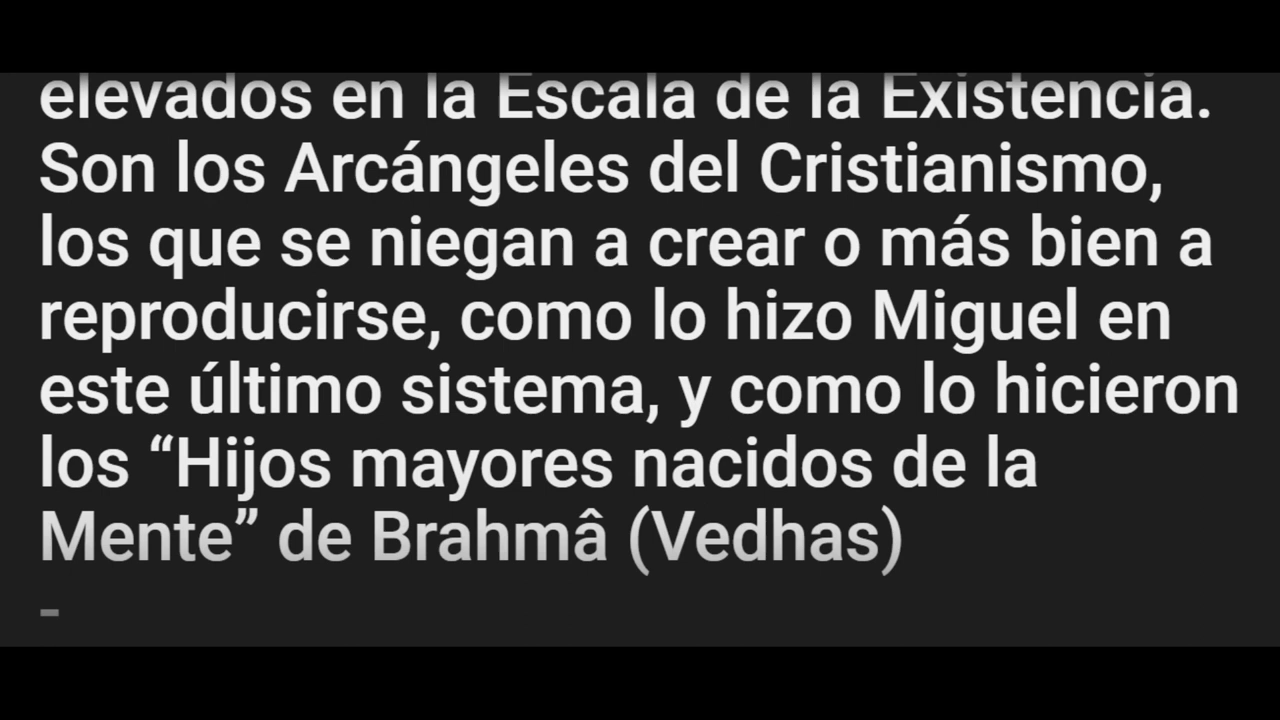 elevados en la Escala de la Existencia.
Son los Arcángeles del Cristianismo,
los que se niegan a crear o más bien a
reproducirse, como lo hizo Miguel en
este último sistema, y como lo hicieron
los “Hijos mayores nacidos de la
Mente” de Brahmâ (Vedhas)
-